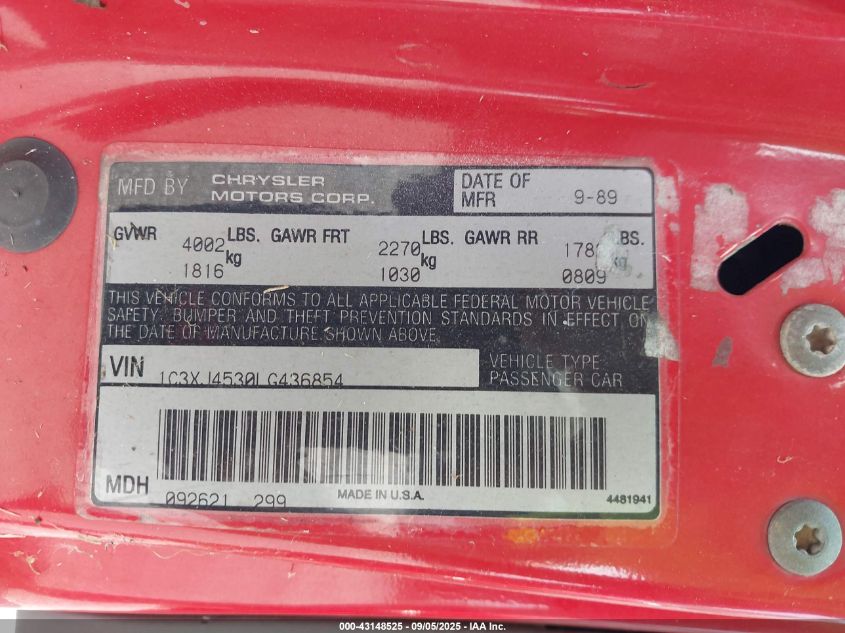 MFD BY CHRYSLER MOTORS CORP.
DATE OF MFR 9-89
GVWR 4002 LBS. GAWR FRT 2270 LBS. GAWR RR LBS.
1816 kg 1030 kg 0809 kg
THIS VEHICLE CONFORMS TO ALL APPLICABLE FEDERAL MOTOR VEHICLE
SAFETY, BUMPER AND THEFT PREVENTION STANDARDS IN EFFECT ON
THE DATE OF MANUFACTURE SHOWN ABOVE.
VIN 1C3XJ4530LG436854
VEHICLE TYPE
PASSENGER CAR
MDH 092621 299
MADE IN U.S.A.
4481941
000-43148525 - 09/05/2025 - IAA Inc.